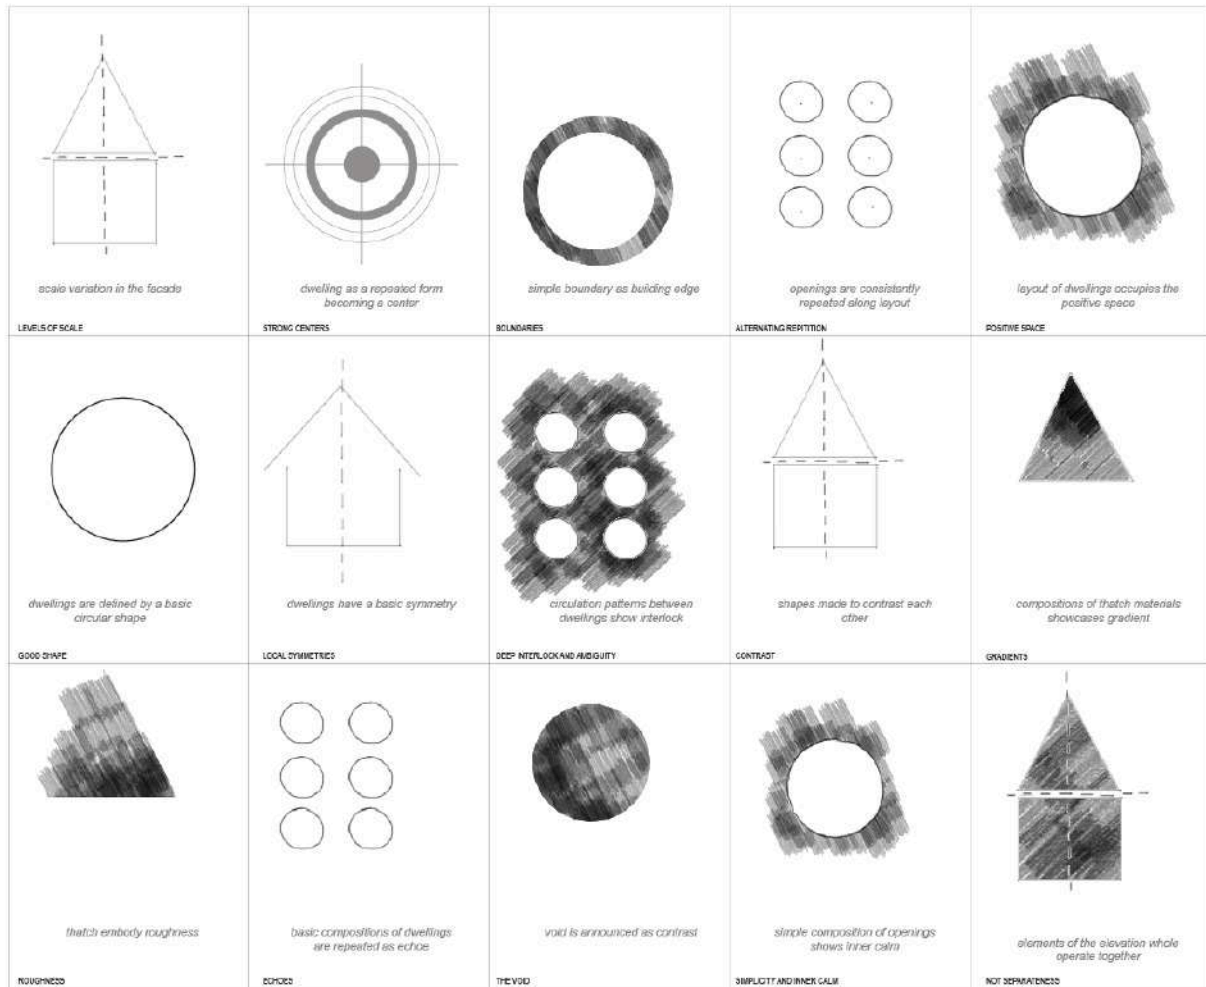 scale variation in the facade
LEVELS OF SCALE
dwelling as a repeated form
becoming a center
STRONG CENTERS
simple boundary as building edge
BOUNDARIES
openings are consistently
repeated along layout
ALTERNATING REPITITION
layout of dwellings occupies the
positive space
POSITIVE SPACE
dwellings are defined by a basic
circular shape
GOOD SHAPE
dwellings have a basic symmetry
LOCAL SYMMETRIES
circulation patterns between
dwellings show interlock
DEEP INTERLOCK AND AMBIGUITY
shapes made to contrast each
other
CONTRAST
compositions of thatch materials
showcases gradient
GRADIENTS
thatch embody roughness
ROUGHNESS
basic compositions of dwellings
are repeated as echoe
ECHOES
void is announced as contrast
THE VOID
simple composition of openings
shows inner calm
SIMPLICITY AND INNER CALM
elements of the elevation whole
operate together
NOT SEPARATENESS